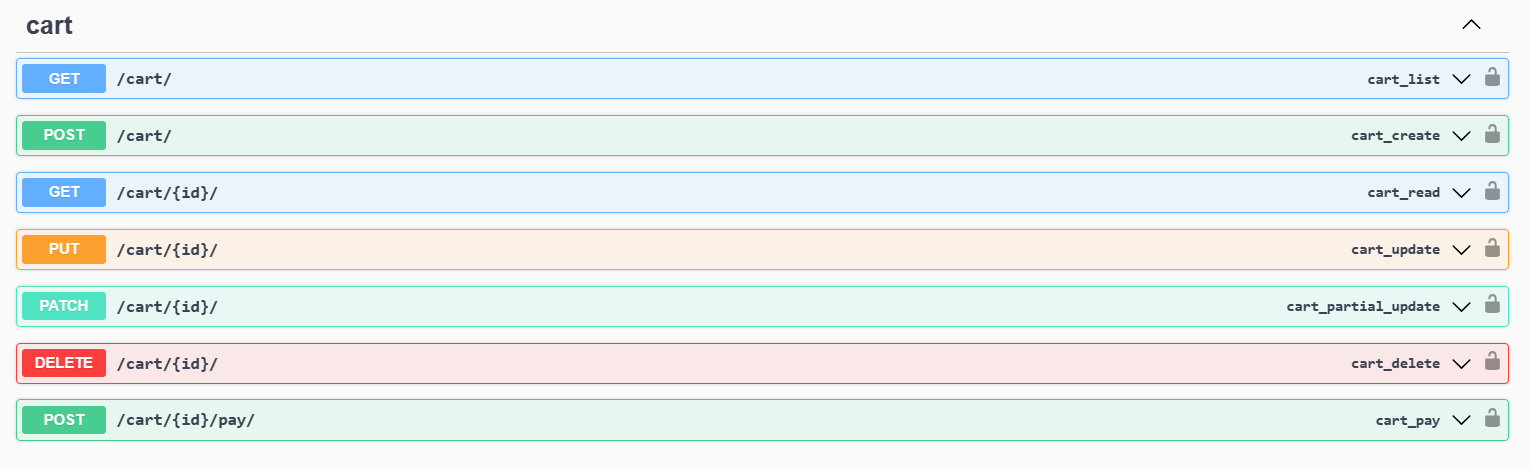 cart
GET /cart/ cart_list
POST /cart/ cart_create
GET /cart/{id}/ cart_read
PUT /cart/{id}/ cart_update
PATCH /cart/{id}/ cart_partial_update
DELETE /cart/{id}/ cart_delete
POST /cart/{id}/pay/ cart_pay